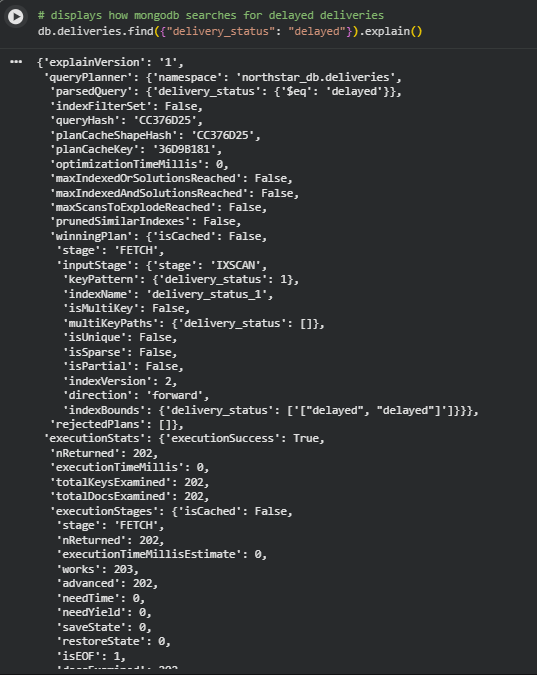 # displays how mongodb searches for delayed deliveries
db.deliveries.find({"delivery_status": "delayed"}).explain()
{'explainVersion': '1',
'queryPlanner': {'namespace': 'northstar_db.deliveries',
'parsedQuery': {'delivery_status': {'$eq': 'delayed'}},
'indexFilterSet': False,
'queryHash': 'CC376D25',
'planCacheShapeHash': 'CC376D25',
'planCacheKey': '36D9B181',
'optimizationTimeMillis': 0,
'maxIndexedOrSolutionsReached': False,
'maxIndexedAndSolutionsReached': False,
'maxScansToExplodeReached': False,
'prunedSimilarIndexes': False,
'winningPlan': {'isCached': False,
'stage': 'FETCH',
'inputStage': {'stage': 'IXSCAN',
'keyPattern': {'delivery_status': 1},
'indexName': 'delivery_status_1',
'isMultiKey': False,
'multiKeyPaths': {'delivery_status': []},
'isUnique': False,
'isSparse': False,
'isPartial': False,
'indexVersion': 2,
'direction': 'forward',
'indexBounds': {'delivery_status': ['["delayed", "delayed"]']}}},
'rejectedPlans': []},
'executionStats': {'executionSuccess': True,
'nReturned': 202,
'executionTimeMillis': 0,
'totalKeysExamined': 202,
'totalDocsExamined': 202,
'executionStages': {'isCached': False,
'stage': 'FETCH',
'nReturned': 202,
'executionTimeMillisEstimate': 0,
'works': 203,
'advanced': 202,
'needTime': 0,
'needYield': 0,
'saveState': 0,
'restoreState': 0,
'isEOF': 1,